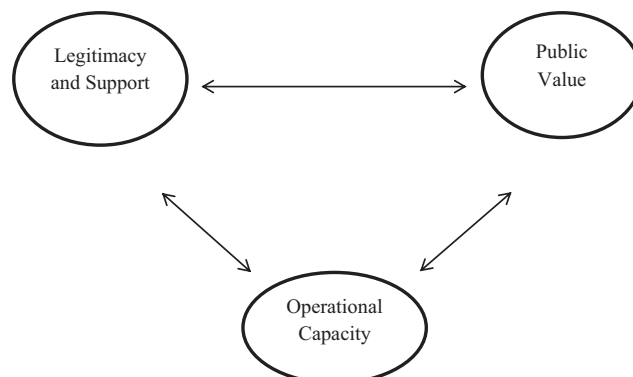 Legitimacy
and Support
Public
Value
Operational
Capacity